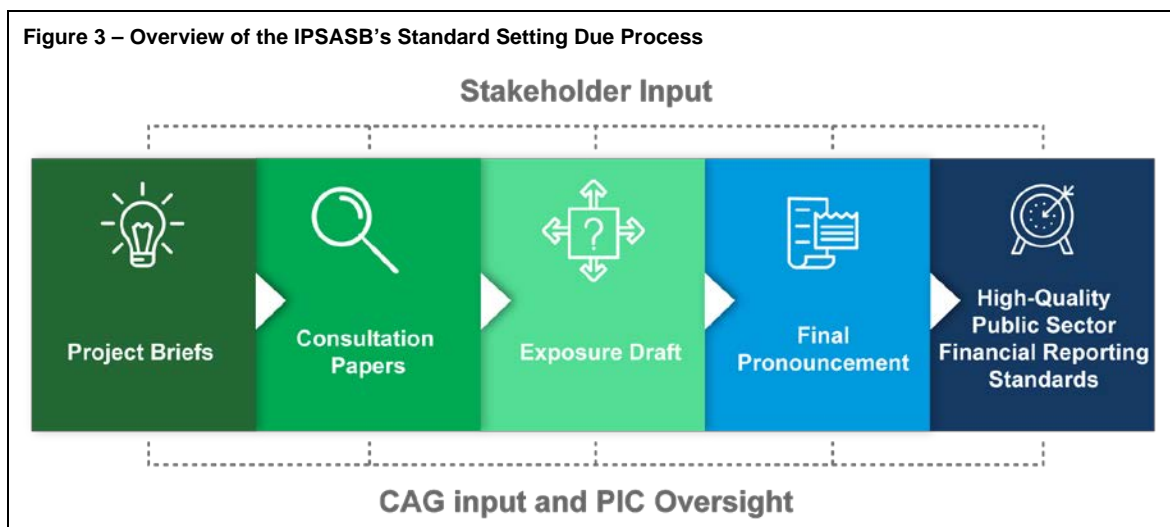 Figure 3 – Overview of the IPSASB's Standard Setting Due Process
Stakeholder Input
Project Briefs
Consultation
Papers
?
Exposure Draft
Final
Pronouncement
High-Quality
Public Sector
Financial Reporting
Standards
CAG input and PIC Oversight